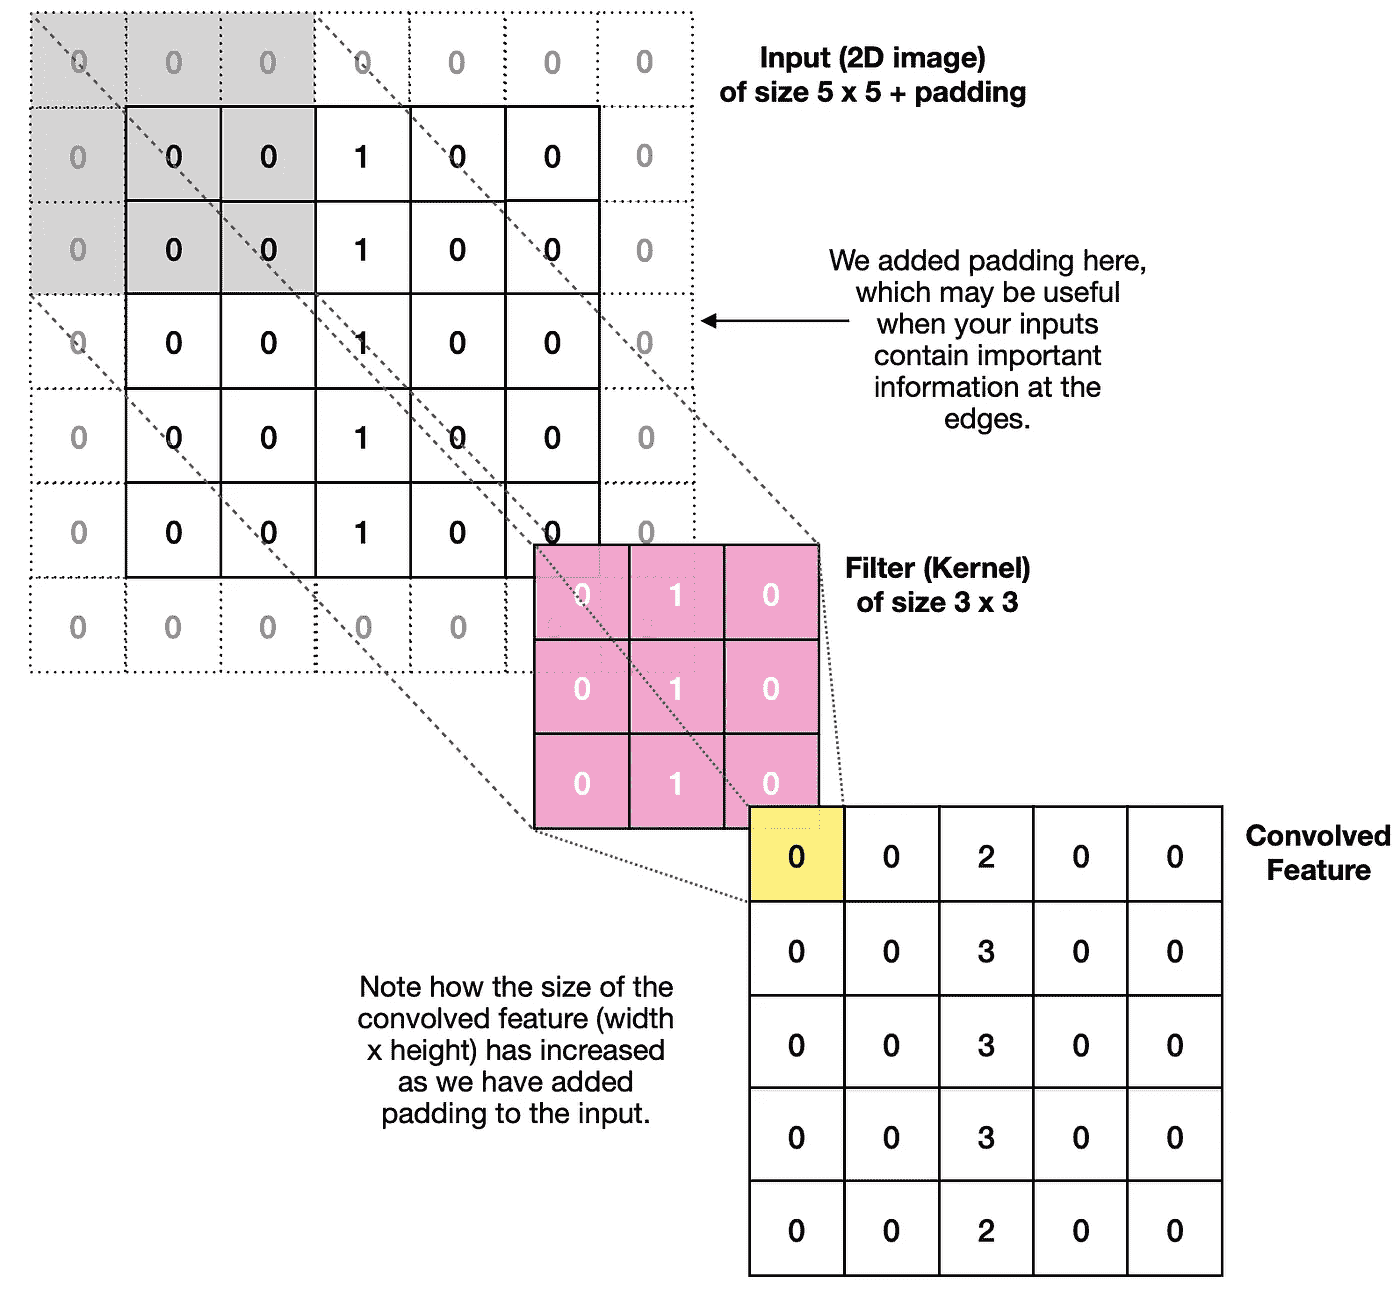 0 0 0 0 0 0 0
Input (2D image)
of size 5 x 5 + padding
0 0 0 1 0 0 0
0 0 0 1 0 0 0
0 0 0 1 0 0 0
0 0 0 1 0 0 0
0 0 0 1 0 0 0
0 0 0 0 0
We added padding here,
which may be useful
when your inputs
contain important
information at the
edges.
Filter (Kernel)
of size 3 x 3
0 1 0
0 1 0
0 1 0
Convolved
Feature
0 0 2 0 0
0 0 3 0 0
0 0 3 0 0
0 0 3 0 0
0 0 2 0 0
Note how the size of the
convolved feature (width
x height) has increased
as we have added
padding to the input.